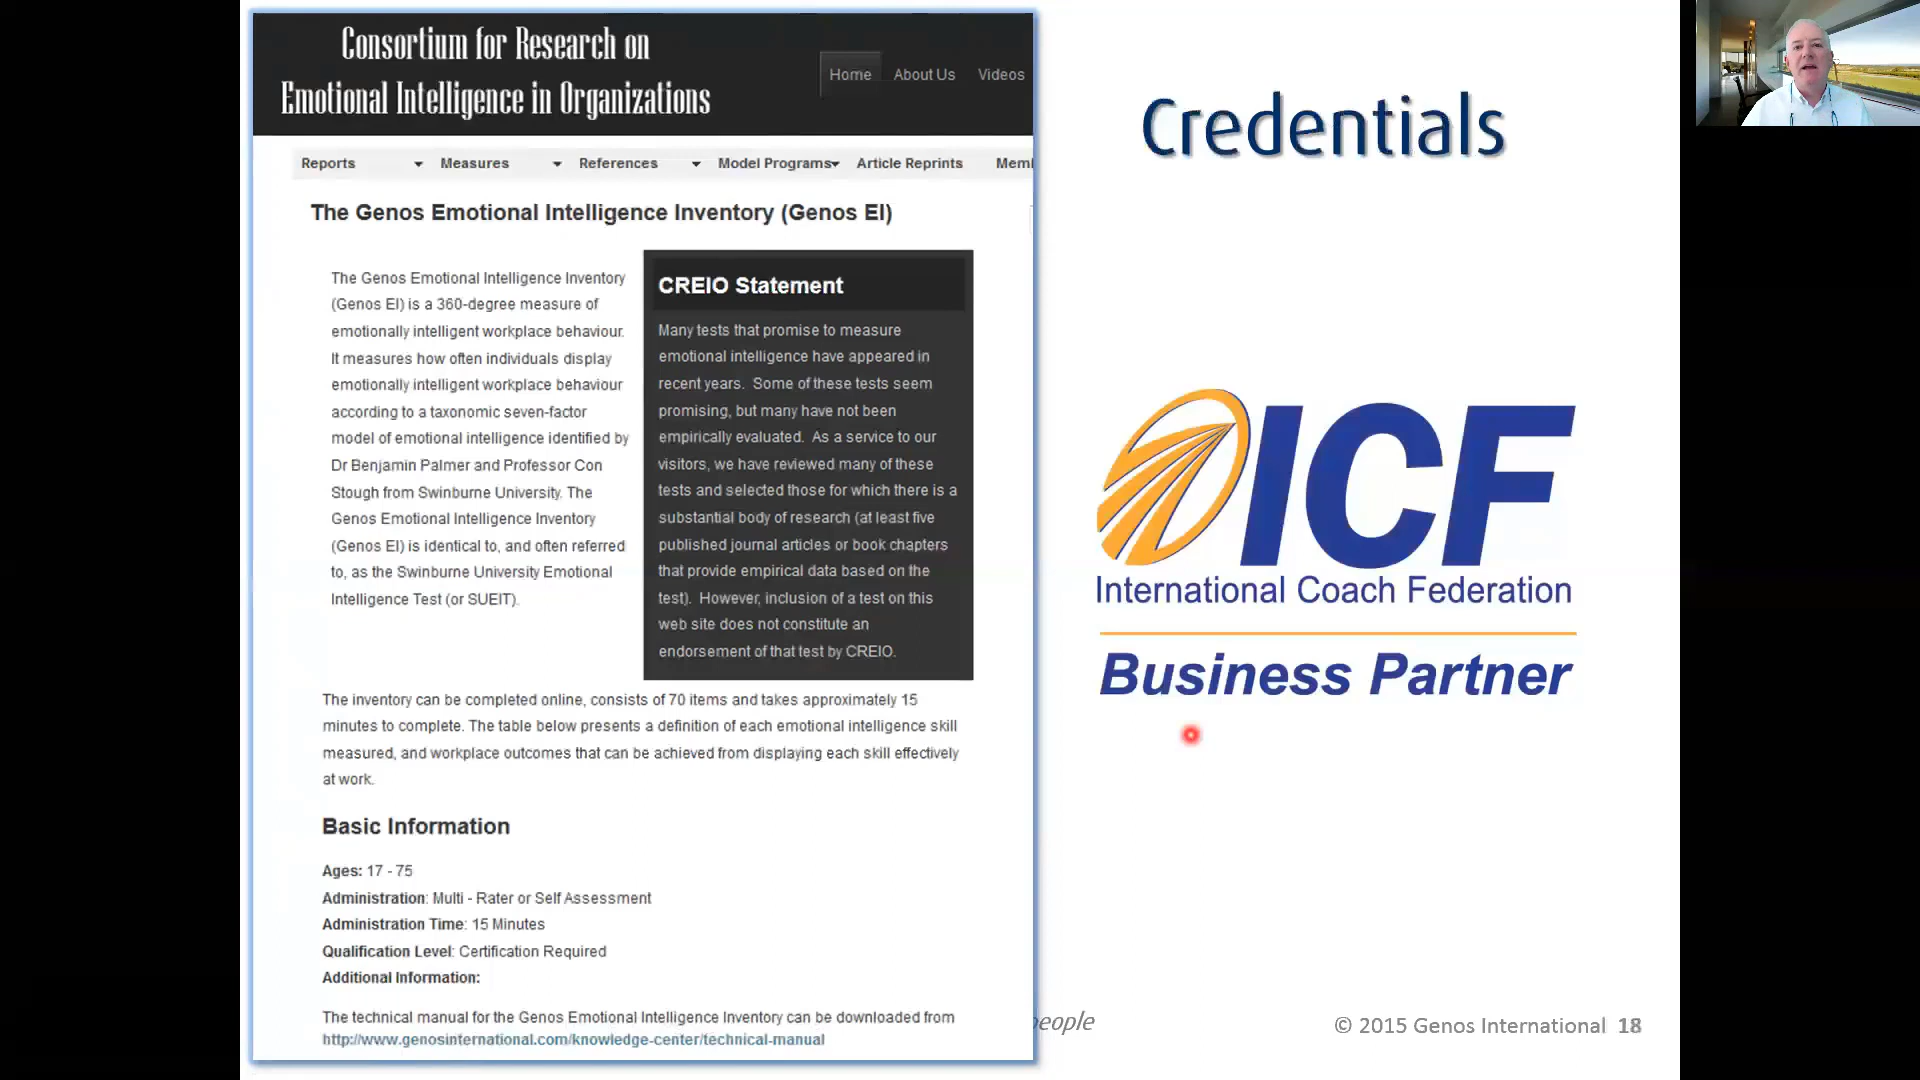 Consortium for Research on
Emotional Intelligence in Organizations
Home About Us Videos
Reports Measures References Model Programs Article Reprints Mem
The Genos Emotional Intelligence Inventory (Genos EI)
The Genos Emotional Intelligence Inventory
(Genos EI) is a 360-degree measure of
emotionally intelligent workplace behaviour.
It measures how often individuals display
emotionally intelligent workplace behaviour
according to a taxonomic seven-factor
model of emotional intelligence identified by
Dr Benjamin Palmer and Professor Con
Stough from Swinburne University. The
Genos Emotional Intelligence Inventory
(Genos EI) is identical to, and often referred
to, as the Swinburne University Emotional
Intelligence Test (or SUEIT).
CREIO Statement
Many tests that promise to measure
emotional intelligence have appeared in
recent years. Some of these tests seem
promising, but many have not been
empirically evaluated. As a service to our
visitors, we have reviewed many of these
tests and selected those for which there is a
substantial body of research (at least five
published journal articles or book chapters
that provide empirical data based on the
test). However, inclusion of a test on this
web site does not constitute an
endorsement of that test by CREIO.
The inventory can be completed online, consists of 70 items and takes approximately 15
minutes to complete. The table below presents a definition of each emotional intelligence skill
measured, and workplace outcomes that can be achieved from displaying each skill effectively
at work.
Basic Information
Ages: 17 - 75
Administration: Multi - Rater or Self Assessment
Administration Time: 15 Minutes
Qualification Level: Certification Required
Additional Information:
The technical manual for the Genos Emotional Intelligence Inventory can be downloaded from
http://www.genosinternational.com/knowledge-center/technical-manual
Credentials
ICF
International Coach Federation
Business Partner
people
© 2015 Genos International 18